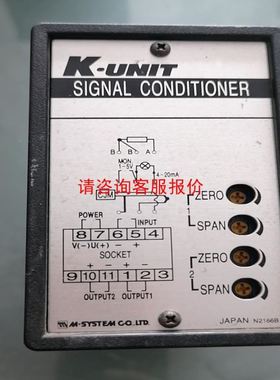 K-UNIT
SIGNAL CONDITIONER
B B A
MON
1-5V
4-20mA
COM
请咨询客服报价
POWER INPUT
8 7 6 5 4
V(-)U(+) - +
SOCKET
+ - + -
9 10 11 1 2 3
OUTPUT2 OUTPUT1
1
ZERO
SPAN
2
ZERO
SPAN
M-SYSTEM CO.,LTD.
JAPAN N2166B